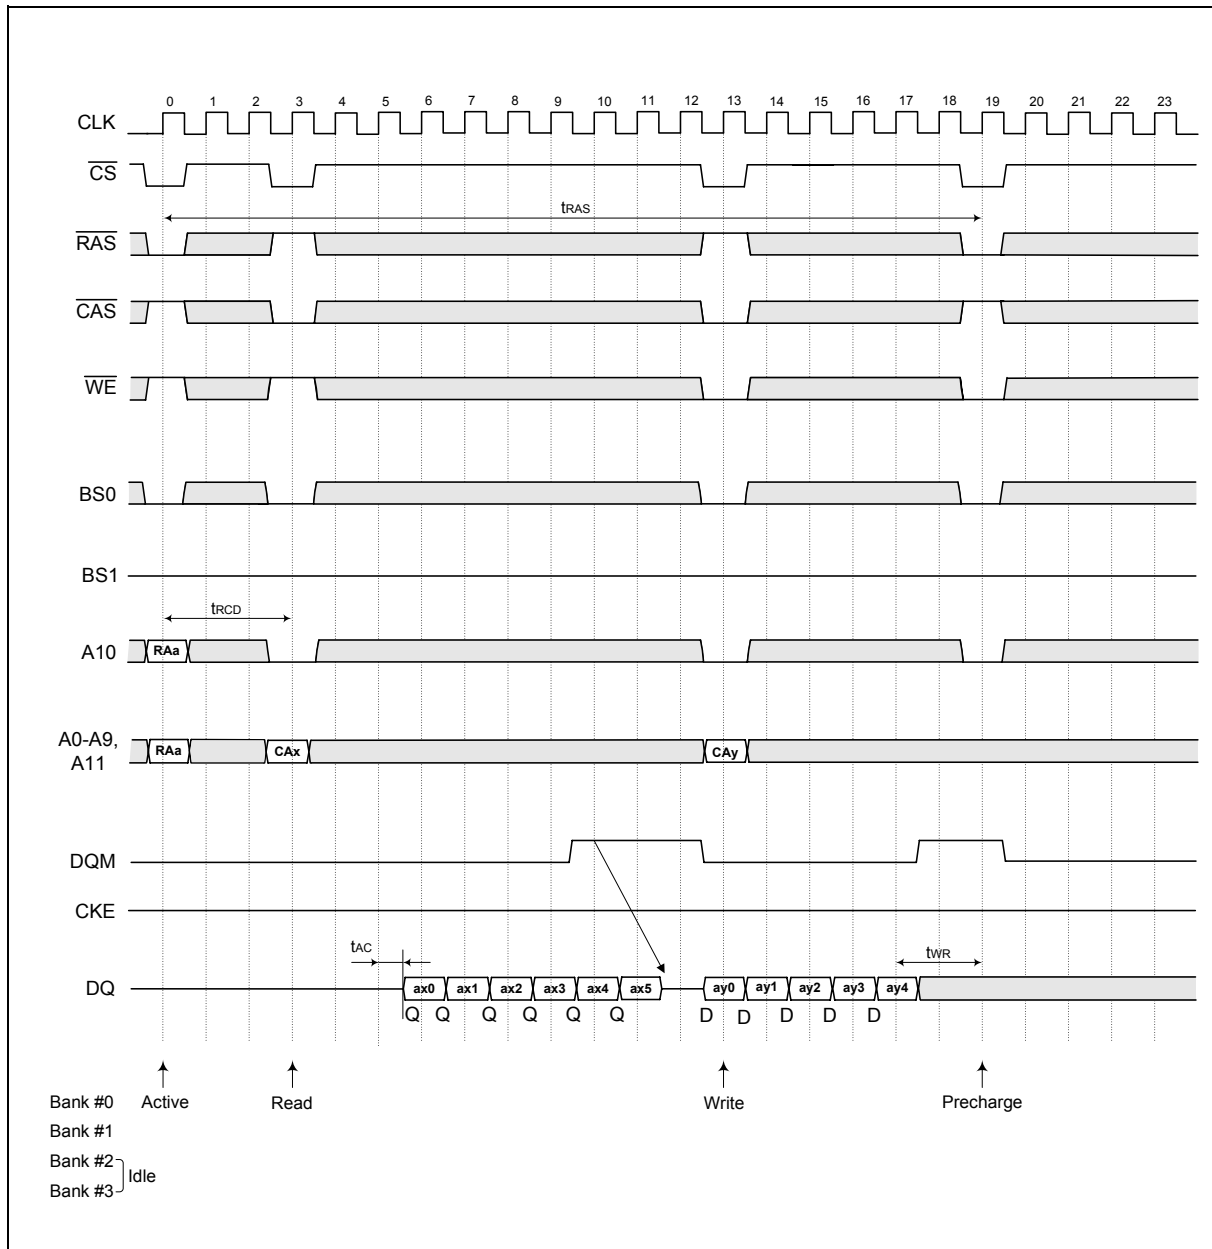 0 1 2 3 4 5 6 7 8 9 10 11 12 13 14 15 16 17 18 19 20 21 22 23
CLK
CS
tRAS
RAS
CAS
WE
BS0
BS1
tRCD
A10 RAa
A0-A9,
A11
RAa CAx CAy
DQM
CKE
tAC tWR
DQ ax0 ax1 ax2 ax3 ax4 ax5 ay0 ay1 ay2 ay3 ay4
Q Q Q Q Q Q D D D D D
Bank #0 Active Read Write Precharge
Bank #1
Bank #2
Idle
Bank #3